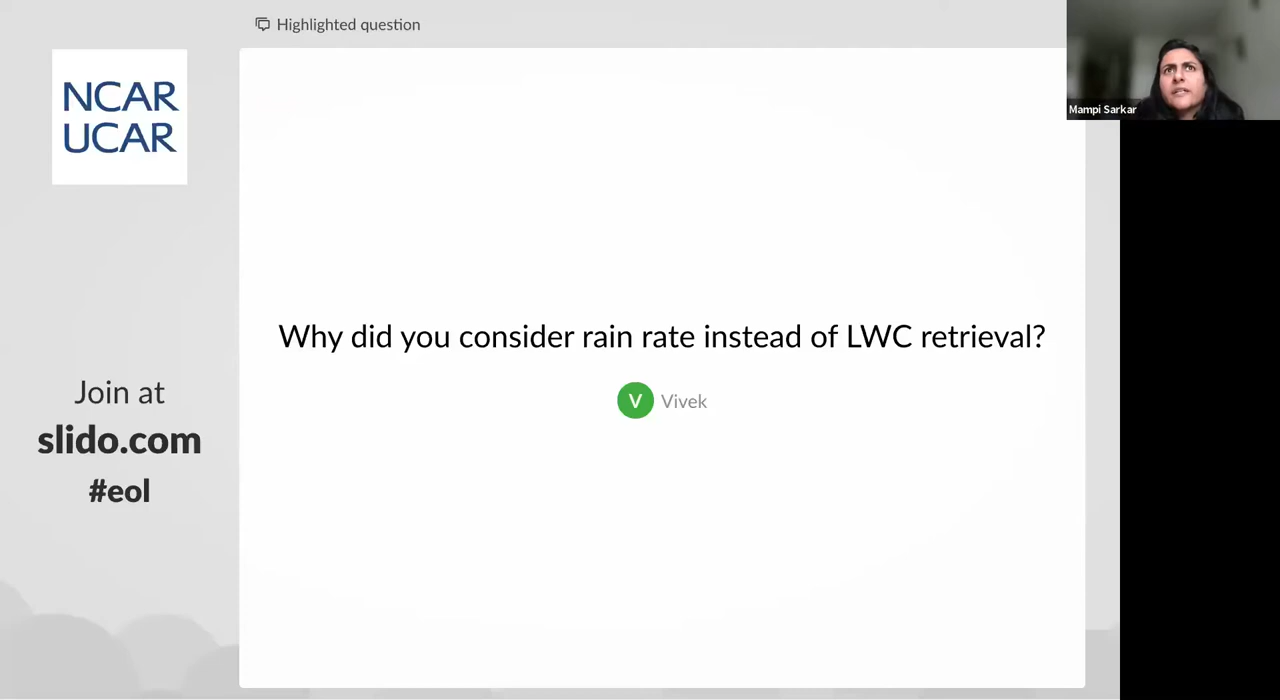 Highlighted question
NCAR
UCAR
Mampi Sarkar
Why did you consider rain rate instead of LWC retrieval?
V Vivek
Join at
slido.com
#eol